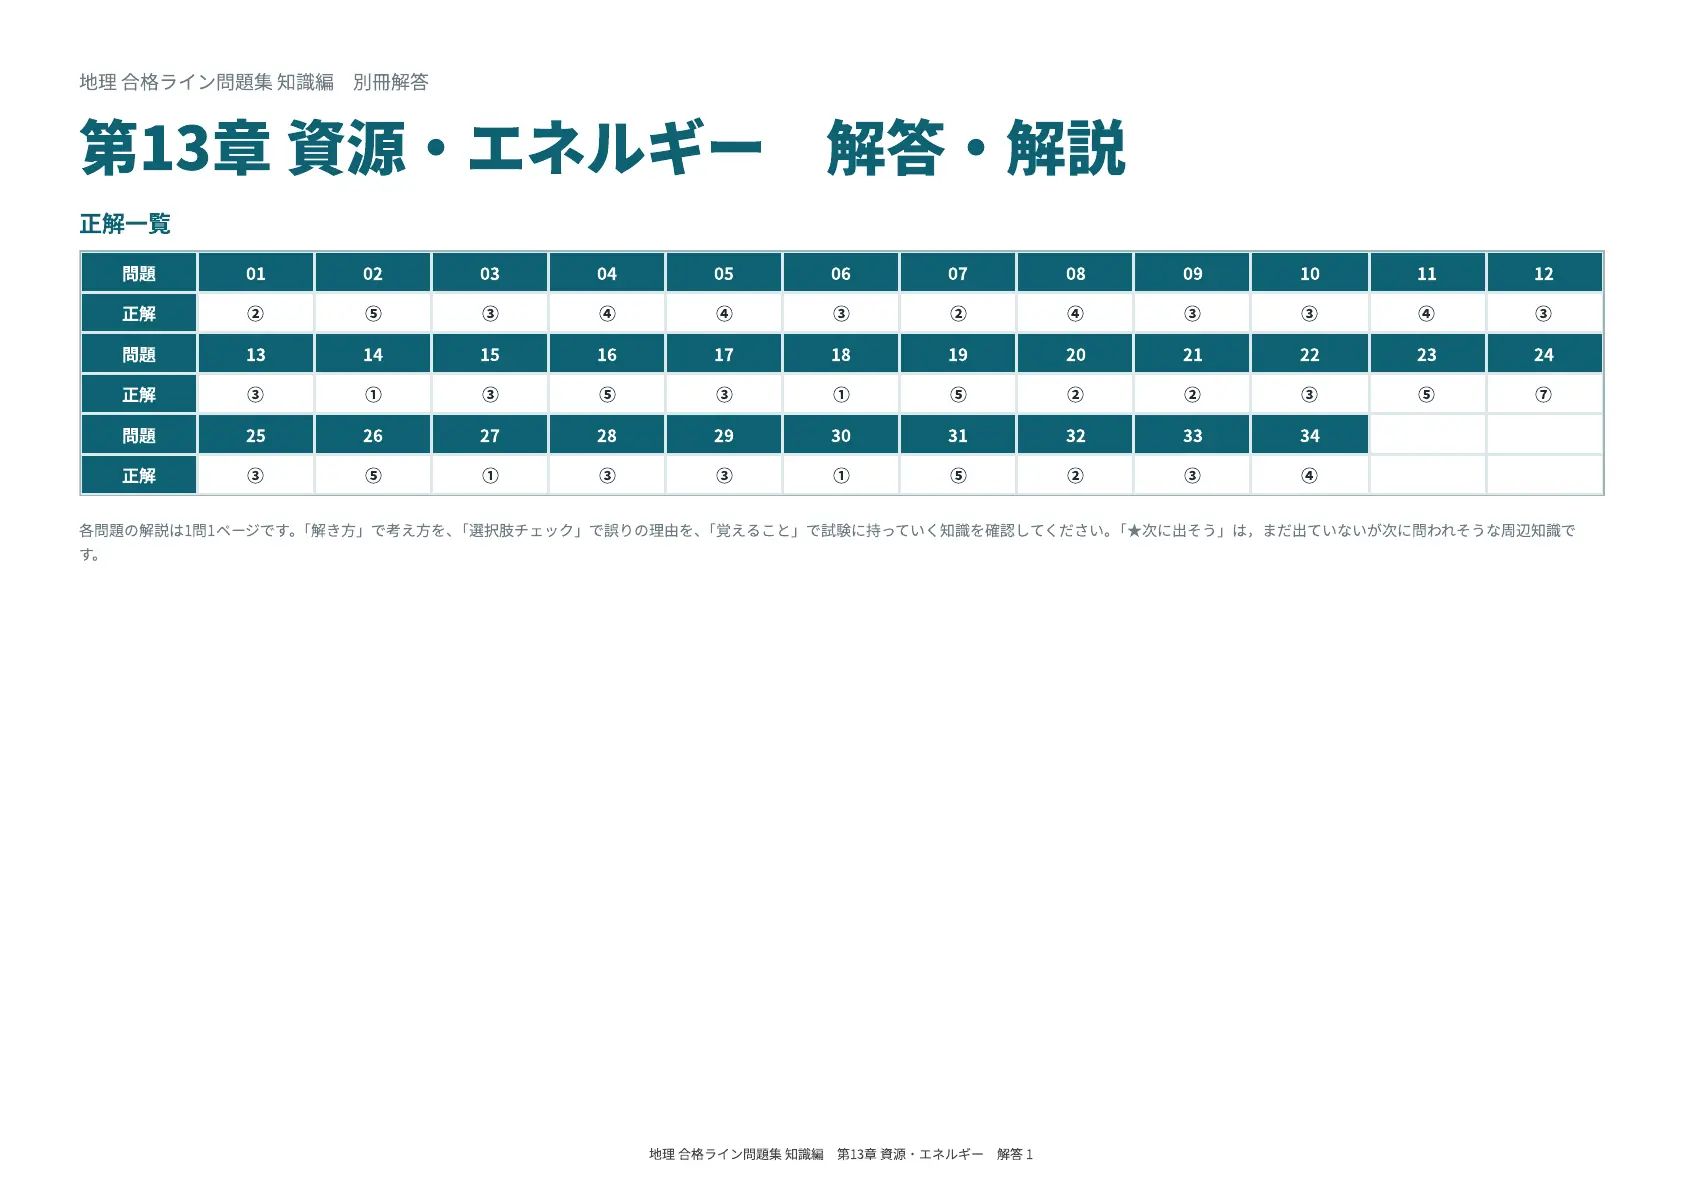 地理 合格ライン問題集 知識編　別冊解答
第13章 資源・エネルギー　解答・解説
正解一覧
問題 01 02 03 04 05 06 07 08 09 10 11 12
正解 ② ⑤ ③ ④ ④ ③ ② ④ ③ ③ ④ ③
問題 13 14 15 16 17 18 19 20 21 22 23 24
正解 ③ ① ③ ⑤ ③ ① ⑤ ② ② ③ ⑤ ⑦
問題 25 26 27 28 29 30 31 32 33 34
正解 ③ ⑤ ① ③ ③ ① ⑤ ② ③ ④
各問題の解説は1問1ページです。「解き方」で考え方を、「選択肢チェック」で誤りの理由を、「覚えること」で試験に持っていく知識を確認してください。「★次に出そう」は，まだ出ていないが次に問われそうな周辺知識で
す。
地理 合格ライン問題集 知識編　第13章 資源・エネルギー　解答 1